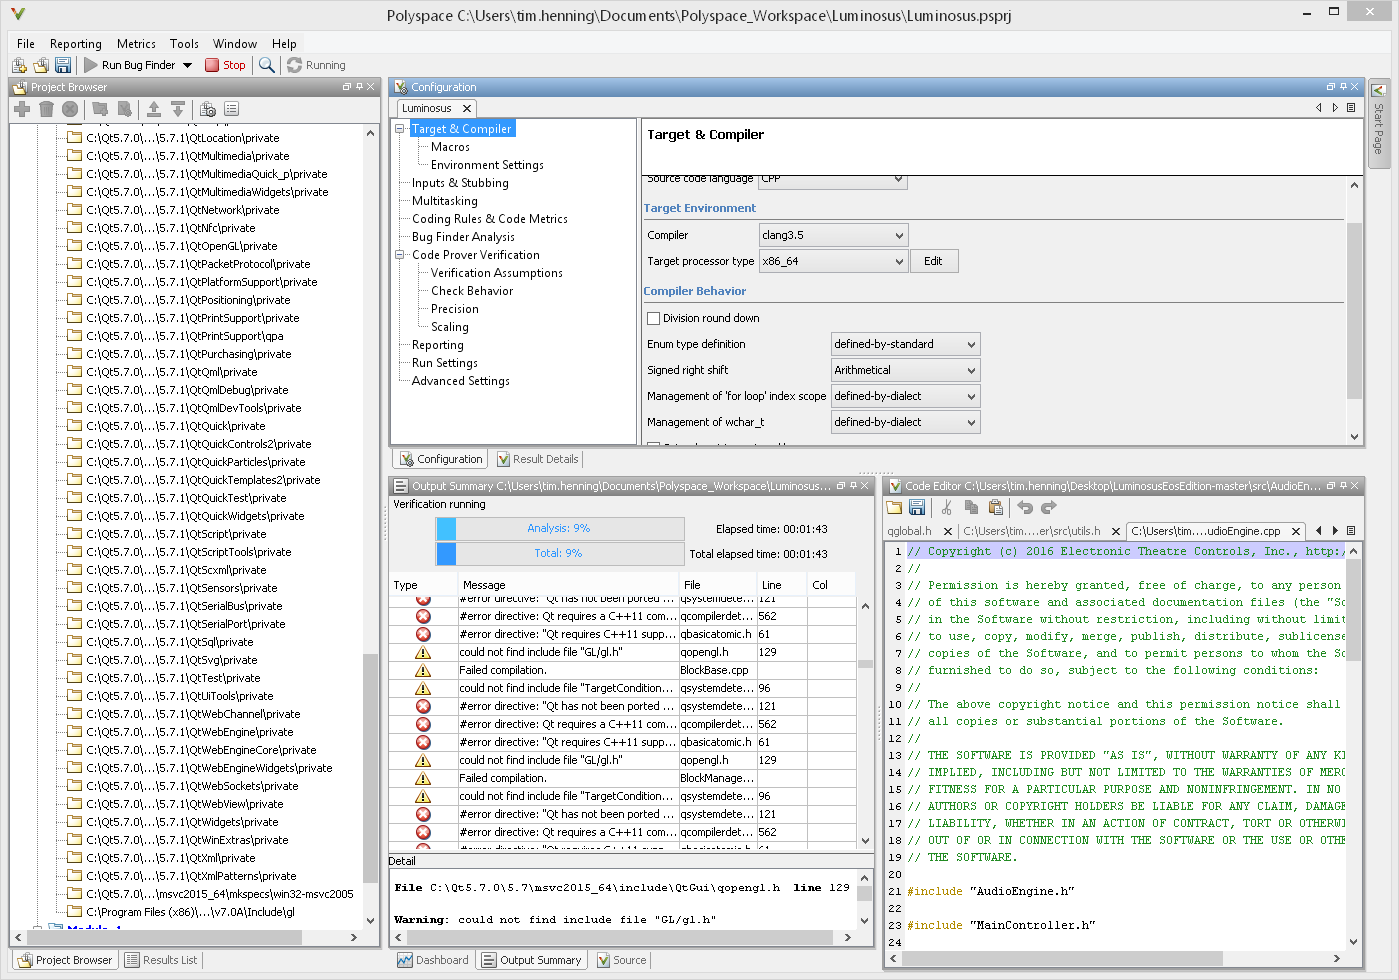 Polyspace C:\Users\tim.henning\Documents\Polyspace_Workspace\Luminosus\Luminosus.psprj
File Reporting Metrics Tools Window Help
Run Bug Finder Stop Running
Project Browser
C:\Qt5.7.0\...\5.7.1\QtLocation\private
C:\Qt5.7.0\...\5.7.1\QtMultimedia\private
C:\Qt5.7.0\...\5.7.1\QtMultimediaQuick_p\private
C:\Qt5.7.0\...\5.7.1\QtMultimediaWidgets\private
C:\Qt5.7.0\...\5.7.1\QtNetwork\private
C:\Qt5.7.0\...\5.7.1\QtNfc\private
C:\Qt5.7.0\...\5.7.1\QtOpenGL\private
C:\Qt5.7.0\...\5.7.1\QtPacketProtocol\private
C:\Qt5.7.0\...\5.7.1\QtPlatformSupport\private
C:\Qt5.7.0\...\5.7.1\QtPositioning\private
C:\Qt5.7.0\...\5.7.1\QtPrintSupport\private
C:\Qt5.7.0\...\5.7.1\QtPrintSupport\qpa
C:\Qt5.7.0\...\5.7.1\QtPurchasing\private
C:\Qt5.7.0\...\5.7.1\QtQml\private
C:\Qt5.7.0\...\5.7.1\QtQmlDebug\private
C:\Qt5.7.0\...\5.7.1\QtQmlDevTools\private
C:\Qt5.7.0\...\5.7.1\QtQuick\private
C:\Qt5.7.0\...\5.7.1\QtQuickControls2\private
C:\Qt5.7.0\...\5.7.1\QtQuickParticles\private
C:\Qt5.7.0\...\5.7.1\QtQuickTemplates2\private
C:\Qt5.7.0\...\5.7.1\QtQuickTest\private
C:\Qt5.7.0\...\5.7.1\QtQuickWidgets\private
C:\Qt5.7.0\...\5.7.1\QtScript\private
C:\Qt5.7.0\...\5.7.1\QtScriptTools\private
C:\Qt5.7.0\...\5.7.1\QtScxml\private
C:\Qt5.7.0\...\5.7.1\QtSensors\private
C:\Qt5.7.0\...\5.7.1\QtSerialBus\private
C:\Qt5.7.0\...\5.7.1\QtSerialPort\private
C:\Qt5.7.0\...\5.7.1\QtSql\private
C:\Qt5.7.0\...\5.7.1\QtSvg\private
C:\Qt5.7.0\...\5.7.1\QtTest\private
C:\Qt5.7.0\...\5.7.1\QtUiTools\private
C:\Qt5.7.0\...\5.7.1\QtWebChannel\private
C:\Qt5.7.0\...\5.7.1\QtWebEngine\private
C:\Qt5.7.0\...\5.7.1\QtWebEngineCore\private
C:\Qt5.7.0\...\5.7.1\QtWebEngineWidgets\private
C:\Qt5.7.0\...\5.7.1\QtWebSockets\private
C:\Qt5.7.0\...\5.7.1\QtWebView\private
C:\Qt5.7.0\...\5.7.1\QtWidgets\private
C:\Qt5.7.0\...\5.7.1\QtWinExtras\private
C:\Qt5.7.0\...\5.7.1\QtXml\private
C:\Qt5.7.0\...\5.7.1\QtXmlPatterns\private
C:\Qt5.7.0\...\msvc2015_64\mkspecs\win32-msvc2005
C:\Program Files (x86)\...\v7.0A\Include\gl
Module_1
Project Browser Results List
Configuration
Luminosus
Target & Compiler
Macros
Environment Settings
Inputs & Stubbing
Multitasking
Coding Rules & Code Metrics
Bug Finder Analysis
Code Prover Verification
Verification Assumptions
Check Behavior
Precision
Scaling
Reporting
Run Settings
Advanced Settings
Target & Compiler
Source code language CPP
Target Environment
Compiler clang3.5
Target processor type x86_64 Edit
Compiler Behavior
Division round down
Enum type definition defined-by-standard
Signed right shift Arithmetical
Management of 'for loop' index scope defined-by-dialect
Management of wchar_t defined-by-dialect
Start Page
Configuration Result Details
Output Summary C:\Users\tim.henning\Documents\Polyspace_Workspace\Luminosus...
Verification running
Analysis: 9% Elapsed time: 00:01:43
Total: 9% Total elapsed time: 00:01:43
Type Message File Line Col
#error directive: "Qt has not been ported ... qsystemdete... 121
#error directive: Qt requires a C++11 com... qcompilerdet... 562
#error directive: "Qt requires C++11 supp... qbasicatomic.h 61
could not find include file "GL/gl.h" qopengl.h 129
Failed compilation. BlockBase.cpp
could not find include file "TargetCondition... qsystemdete... 96
#error directive: "Qt has not been ported ... qsystemdete... 121
#error directive: Qt requires a C++11 com... qcompilerdet... 562
#error directive: "Qt requires C++11 supp... qbasicatomic.h 61
could not find include file "GL/gl.h" qopengl.h 129
Failed compilation. BlockManage...
could not find include file "TargetCondition... qsystemdete... 96
#error directive: "Qt has not been ported ... qsystemdete... 121
#error directive: Qt requires a C++11 com... qcompilerdet... 562
#error directive: "Qt requires C++11 supp... qbasicatomic.h 61
Detail
File C:\Qt5.7.0\5.7\msvc2015_64\include\QtGui\qopengl.h line 129
Warning: could not find include file "GL/gl.h"
Dashboard Output Summary Source
Code Editor C:\Users\tim.henning\Desktop\LuminosusEosEdition-master\src\AudioEn...
qglobal.h C:\Users\tim....er\src\utils.h C:\Users\tim....udioEngine.cpp
1 // Copyright (c) 2016 Electronic Theatre Controls, Inc., http:/
2 //
3 // Permission is hereby granted, free of charge, to any person
4 // of this software and associated documentation files (the "So
5 // in the Software without restriction, including without limit
6 // to use, copy, modify, merge, publish, distribute, sublicense
7 // copies of the Software, and to permit persons to whom the So
8 // furnished to do so, subject to the following conditions:
9 //
10 // The above copyright notice and this permission notice shall
11 // all copies or substantial portions of the Software.
12 //
13 // THE SOFTWARE IS PROVIDED "AS IS", WITHOUT WARRANTY OF ANY KI
14 // IMPLIED, INCLUDING BUT NOT LIMITED TO THE WARRANTIES OF MERC
15 // FITNESS FOR A PARTICULAR PURPOSE AND NONINFRINGEMENT. IN NO
16 // AUTHORS OR COPYRIGHT HOLDERS BE LIABLE FOR ANY CLAIM, DAMAGE
17 // LIABILITY, WHETHER IN AN ACTION OF CONTRACT, TORT OR OTHERWI
18 // OUT OF OR IN CONNECTION WITH THE SOFTWARE OR THE USE OR OTHE
19 // THE SOFTWARE.
20
21 #include "AudioEngine.h"
22
23 #include "MainController.h"
24